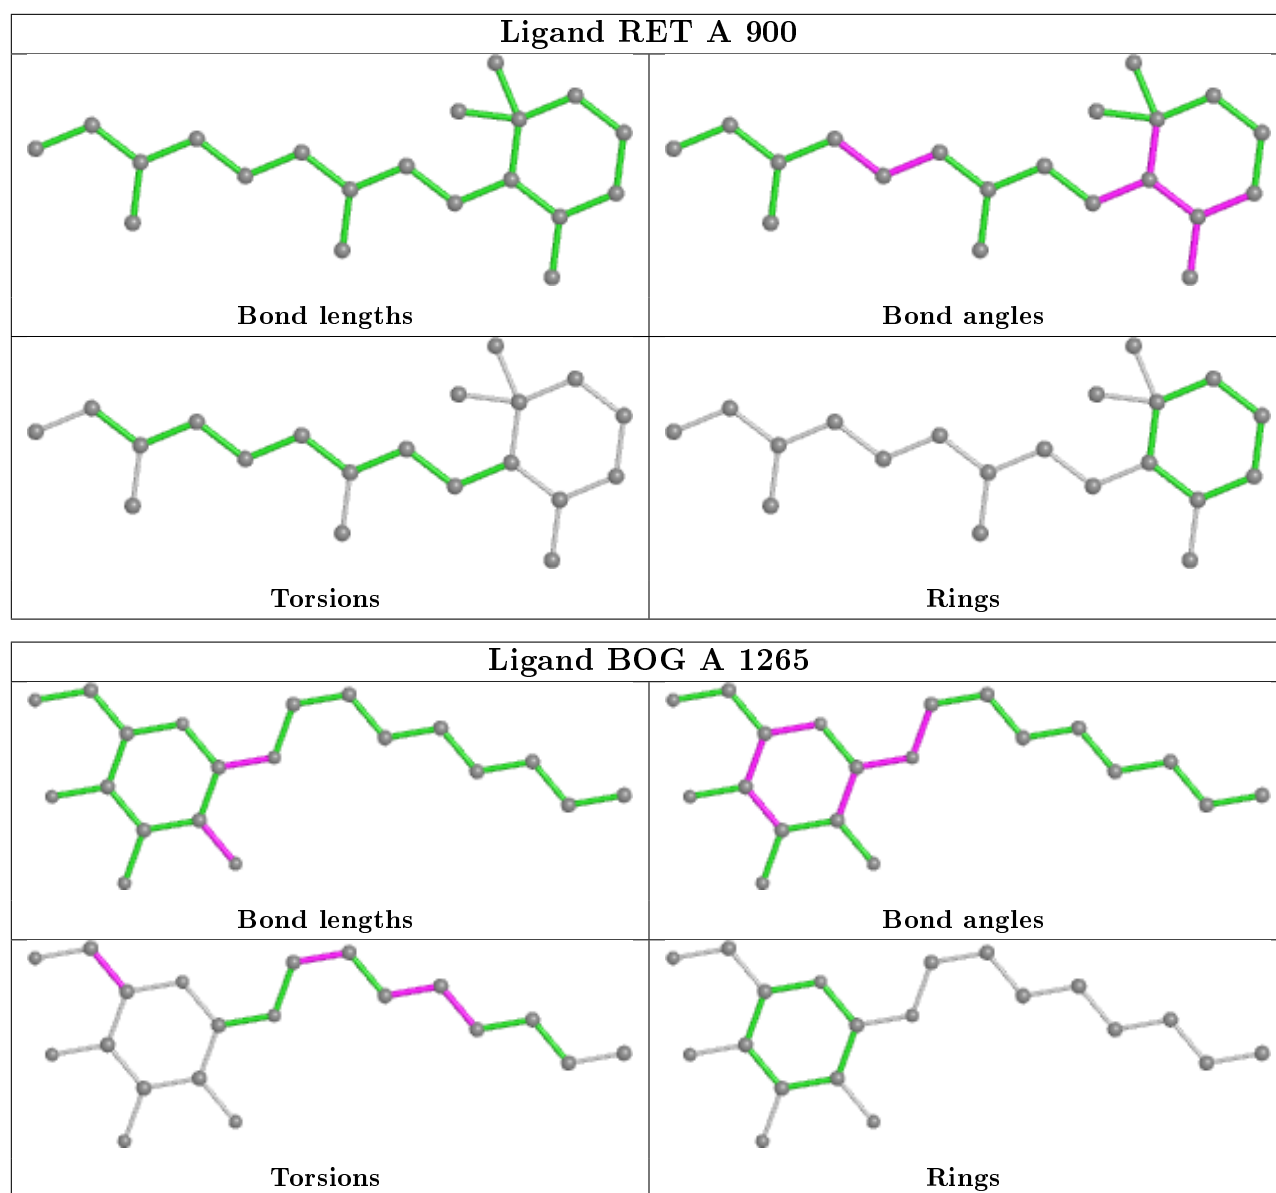 Ligand RET A 900
Bond lengths
Bond angles
Torsions
Rings
Ligand BOG A 1265
Bond lengths
Bond angles
Torsions
Rings